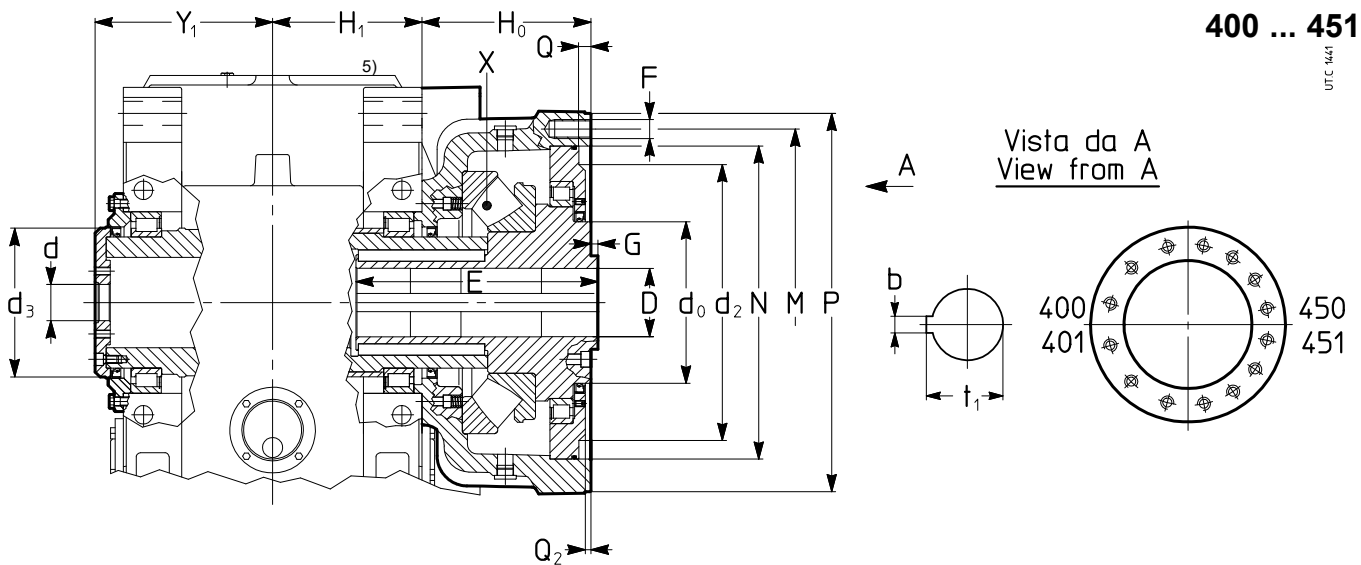 400 ... 451
UT.C 1441
Y₁ H₁ H₀
Q
5) X F
Vista da A
View from A
A
G
d d₃ E D d₀ d₂ N M P
b
t₁
400 450
401 451
Q₂